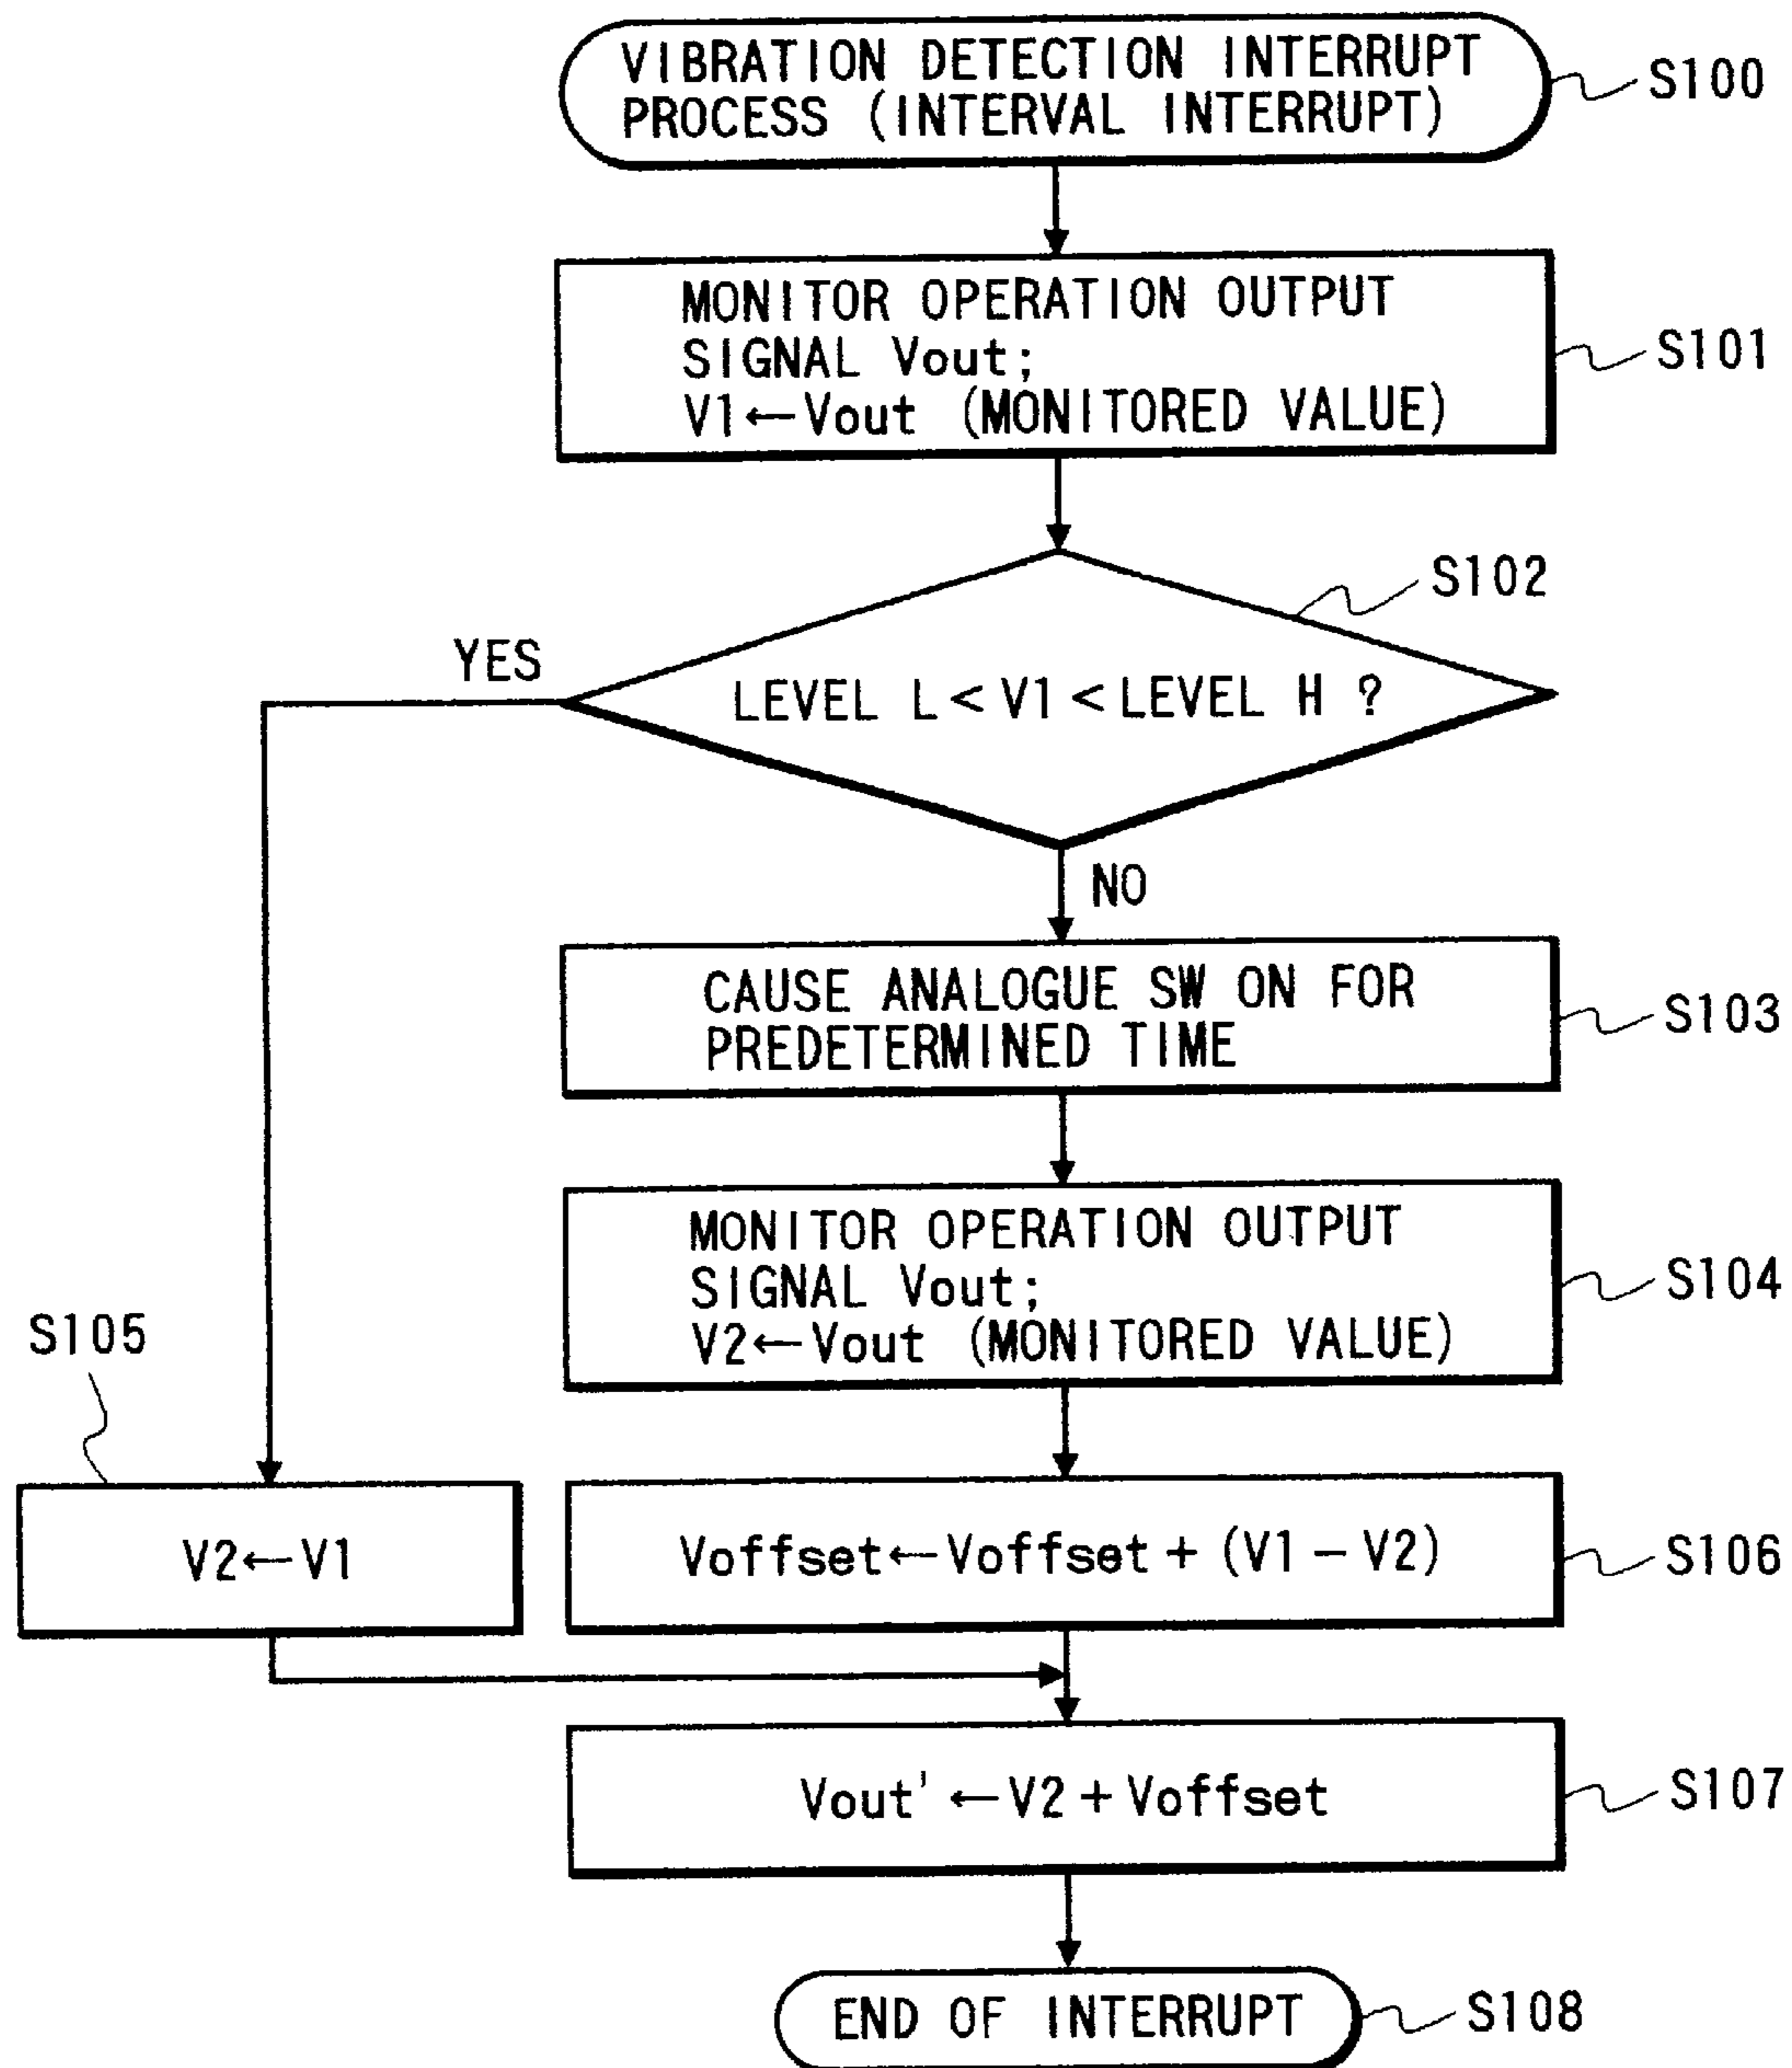 VIBRATION DETECTION INTERRUPT
PROCESS (INTERVAL INTERRUPT)
S100
MONITOR OPERATION OUTPUT
SIGNAL Vout;
V1←Vout (MONITORED VALUE)
S101
S102
YES
LEVEL L < V1 < LEVEL H ?
NO
CAUSE ANALOGUE SW ON FOR
PREDETERMINED TIME
S103
MONITOR OPERATION OUTPUT
SIGNAL Vout;
V2←Vout (MONITORED VALUE)
S104
S105
V2←V1
Voffset←Voffset + (V1 − V2)
S106
Vout' ←V2 + Voffset
S107
END OF INTERRUPT
S108